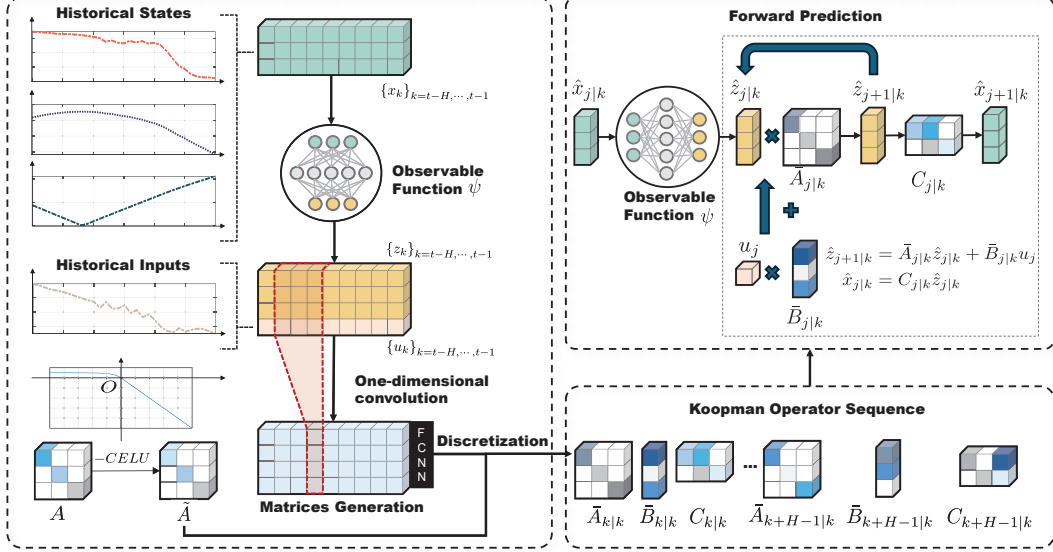 Historical States
{x_k}_{k=t-H,⋯,t-1}
Observable
Function ψ
{z_k}_{k=t-H,⋯,t-1}
Historical Inputs
{u_k}_{k=t-H,⋯,t-1}
O
One-dimensional
convolution
-CELU
A
Ã
F
C
N
N
Matrices Generation
Discretization
Forward Prediction
x̂_{j|k}
ẑ_{j|k}
ẑ_{j+1|k}
x̂_{j+1|k}
Observable
Function ψ
Ā_{j|k}
C_{j|k}
u_j
B̄_{j|k}
ẑ_{j+1|k} = Ā_{j|k}ẑ_{j|k} + B̄_{j|k}u_j
x̂_{j|k} = C_{j|k}ẑ_{j|k}
Koopman Operator Sequence
...
Ā_{k|k} B̄_{k|k} C_{k|k} Ā_{k+H-1|k} B̄_{k+H-1|k} C_{k+H-1|k}